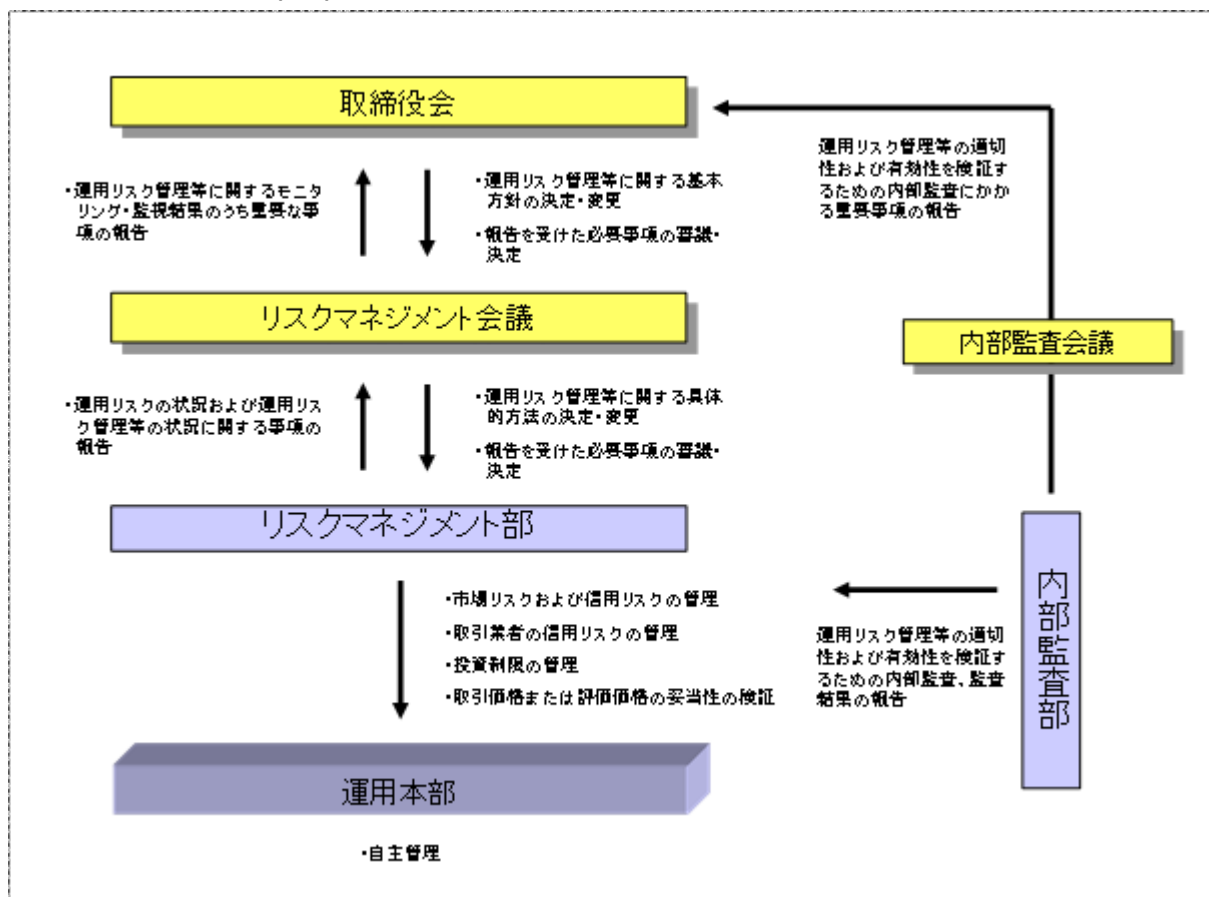 取締役会
・運用リスク管理等に関するモニ
タリング・監視結果のうち重要な事
項の報告
・運用リスク管理等に関する基本
方針の決定・変更
・報告を受けた必要事項の審議・
決定
運用リスク管理等の適切
性および有効性を検証す
るための内部監査にかか
る重要事項の報告
リスクマネジメント会議
内部監査会議
・運用リスクの状況および運用リス
ク管理等の状況に関する事項の
報告
・運用リスク管理等に関する具体
的方法の決定・変更
・報告を受けた必要事項の審議・
決定
リスクマネジメント部
・市場リスクおよび信用リスクの管理
・取引業者の信用リスクの管理
・投資制限の管理
・取引価格または評価価格の妥当性の検証
運用リスク管理等の適切
性および有効性を検証す
るための内部監査、監査
結果の報告
内部監査部
運用本部
・自主管理